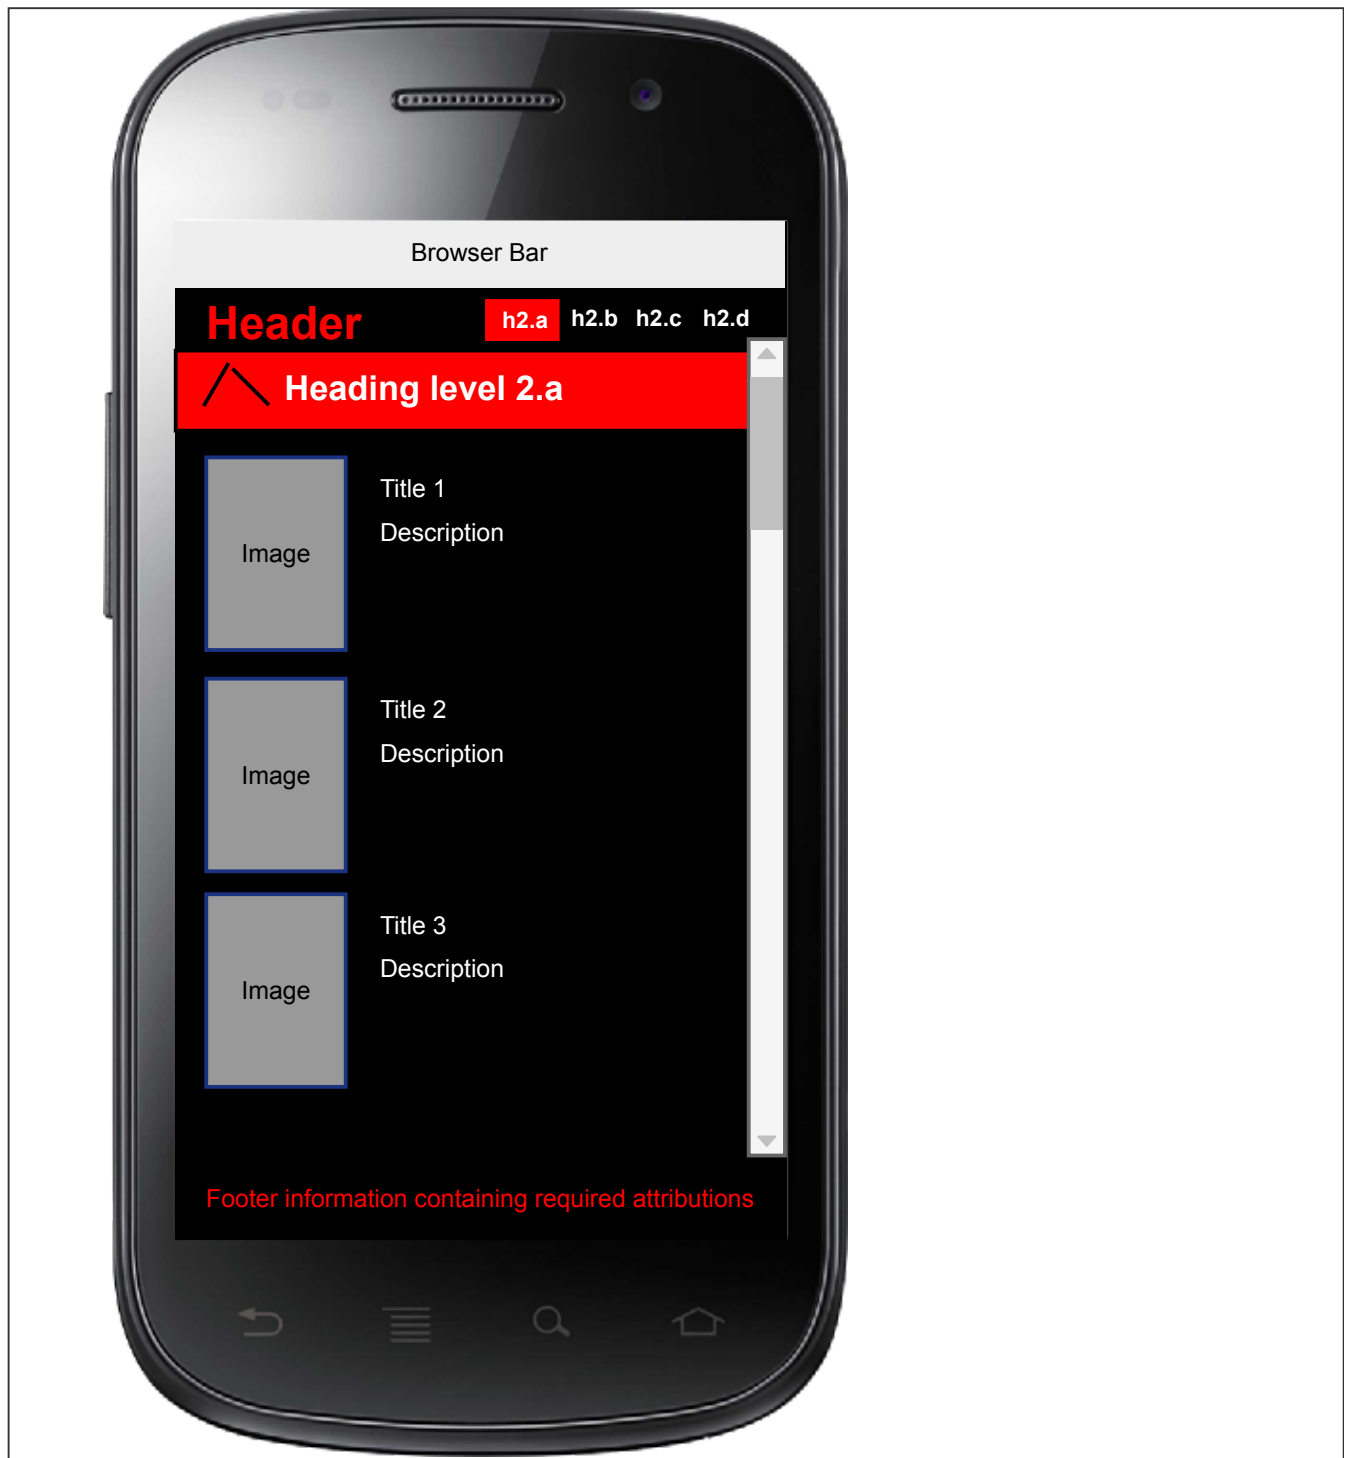 Browser Bar
Header h2.a h2.b h2.c h2.d
Heading level 2.a
Image
Title 1
Description
Image
Title 2
Description
Image
Title 3
Description
Footer information containing required attributions